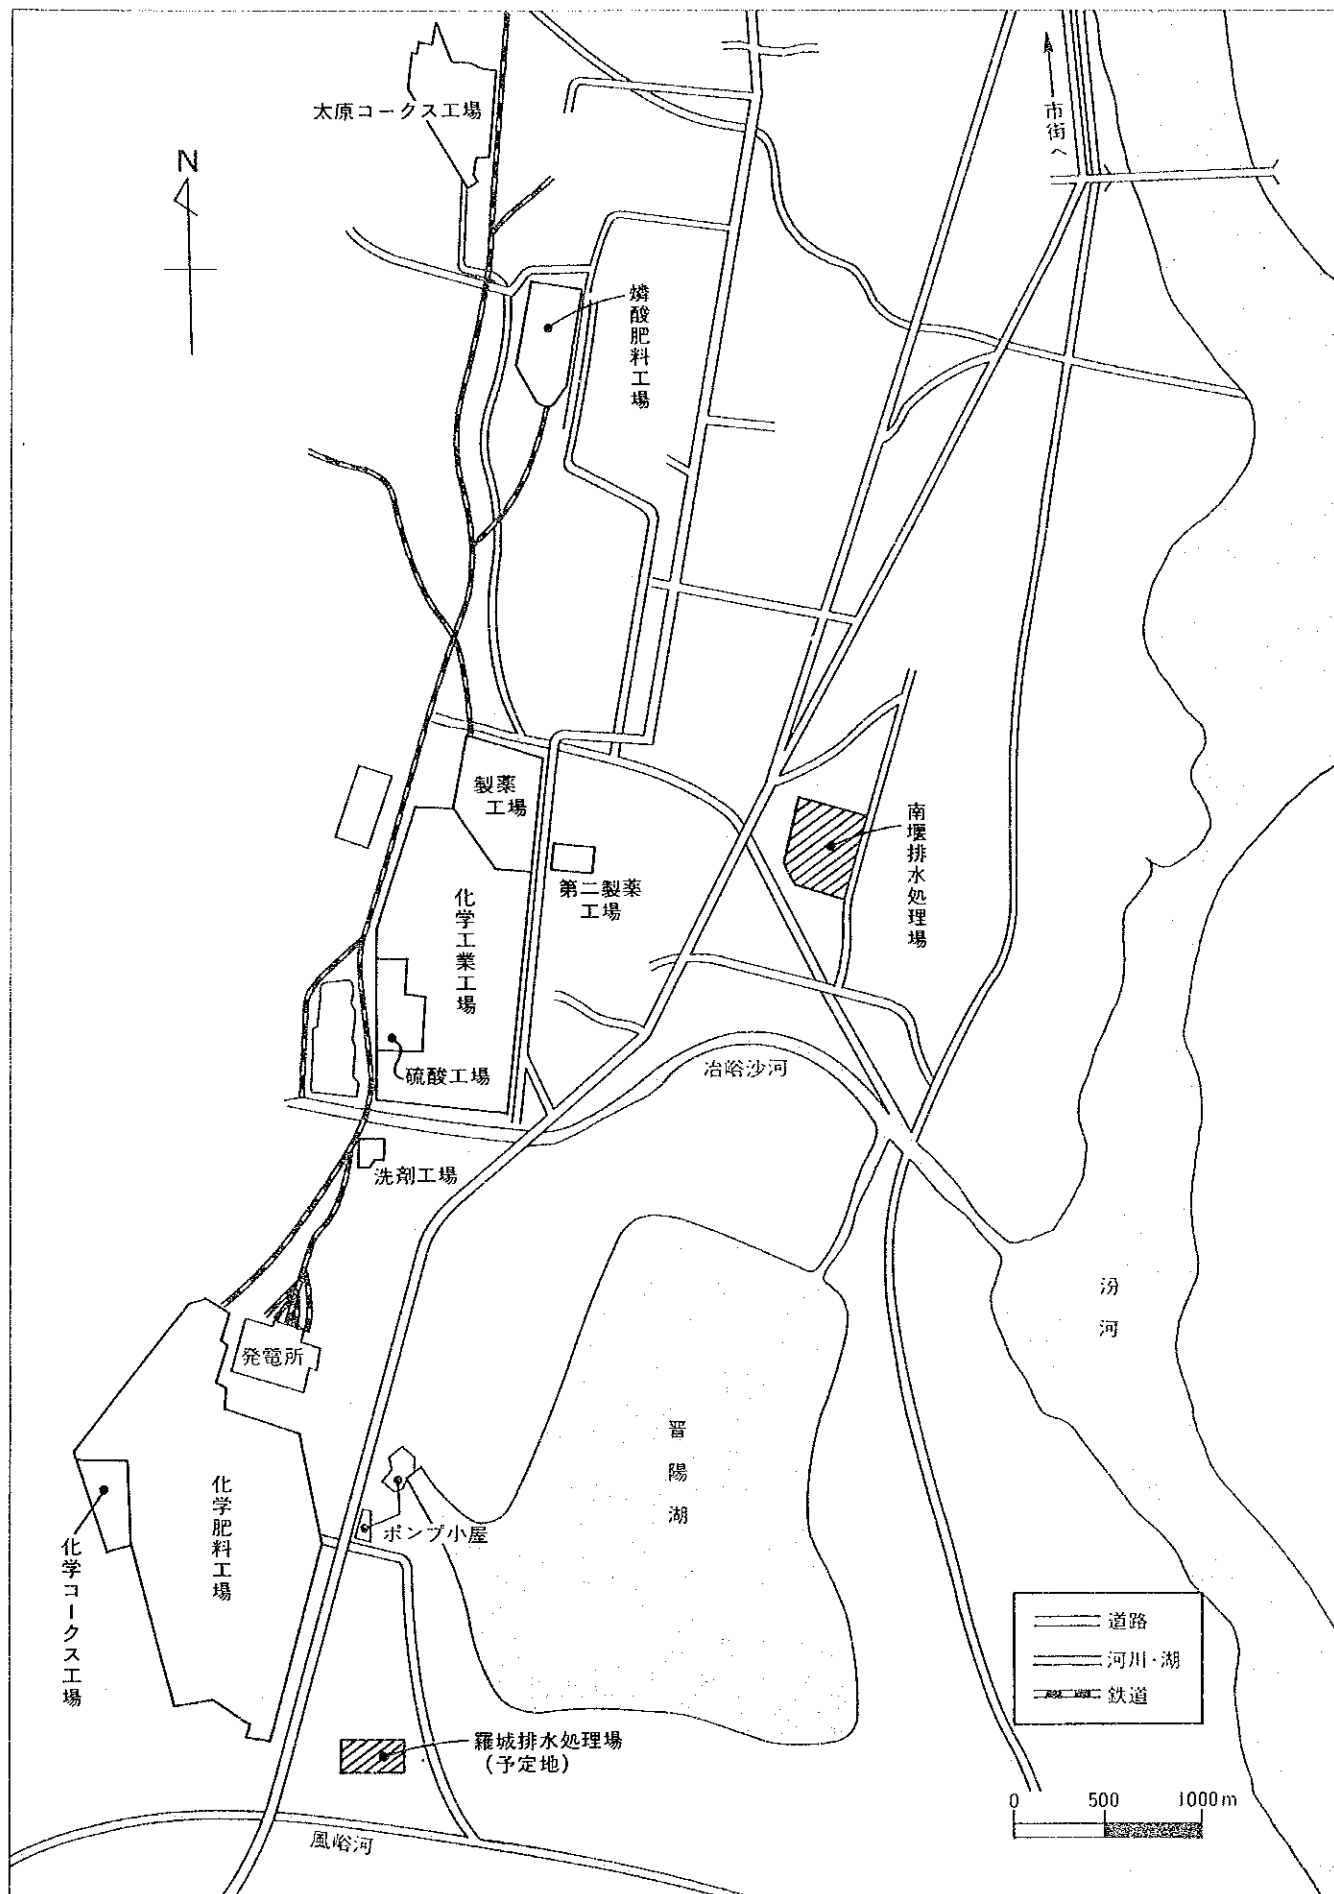 太原コークス工場
市街へ
N
燐酸肥料工場
製薬
工場
南堰排水処理場
第二製薬
工場
化学工業工場
硫酸工場
冶峪沙河
洗剤工場
汾河
発電所
晋陽湖
化学肥料工場
ポンプ小屋
化学コークス工場
道路
河川・湖
鉄道
羅城排水処理場
(予定地)
0 500 1000m
風峪河